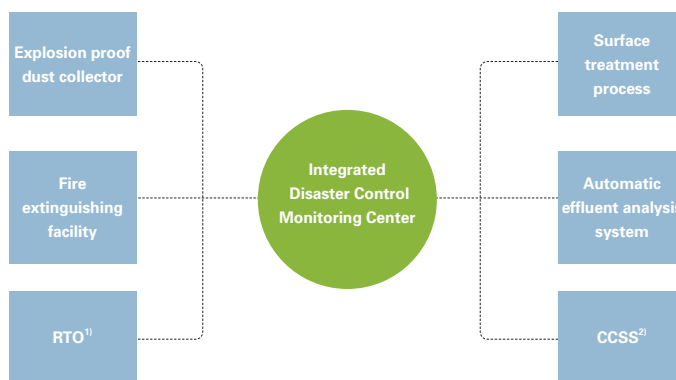 Explosion proof
dust collector
Fire
extinguishing
facility
RTO1)
Integrated
Disaster Control
Monitoring Center
Surface
treatment
process
Automatic
effluent analysis
system
CCSS2)